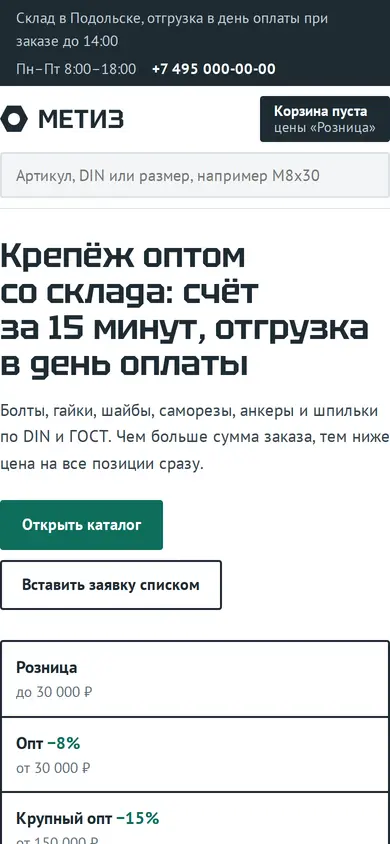 Склад в Подольске, отгрузка в день оплаты при
заказе до 14:00
Пн–Пт 8:00–18:00 +7 495 000-00-00
МЕТИЗ
Корзина пуста
цены «Розница»
Артикул, DIN или размер, например М8х30
Крепёж оптом
со склада: счёт
за 15 минут, отгрузка
в день оплаты
Болты, гайки, шайбы, саморезы, анкеры и шпильки
по DIN и ГОСТ. Чем больше сумма заказа, тем ниже
цена на все позиции сразу.
Открыть каталог
Вставить заявку списком
Розница
до 30 000 ₽
Опт −8%
от 30 000 ₽
Крупный опт −15%
от 150 000 ₽